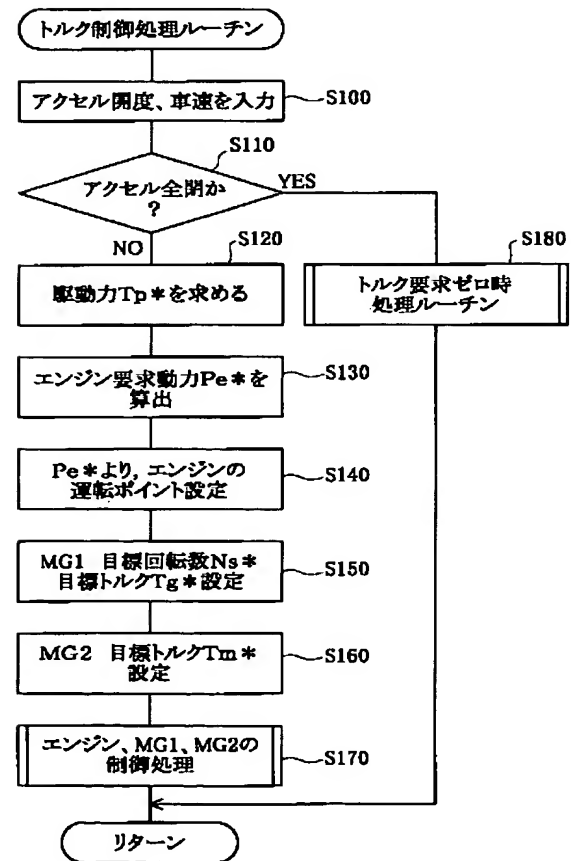 トルク制御処理ルーチン
アクセル開度、車速を入力
S100
S110
アクセル全閉か
?
YES
NO
S120
駆動力Tp*を求める
S180
トルク要求ゼロ時
処理ルーチン
エンジン要求動力Pe*を
算出
S130
Pe*より,エンジンの
運転ポイント設定
S140
MG1 目標回転数Ns*
目標トルクTg*設定
S150
MG2 目標トルクTm*
設定
S160
エンジン、MG1、MG2の
制御処理
S170
リターン